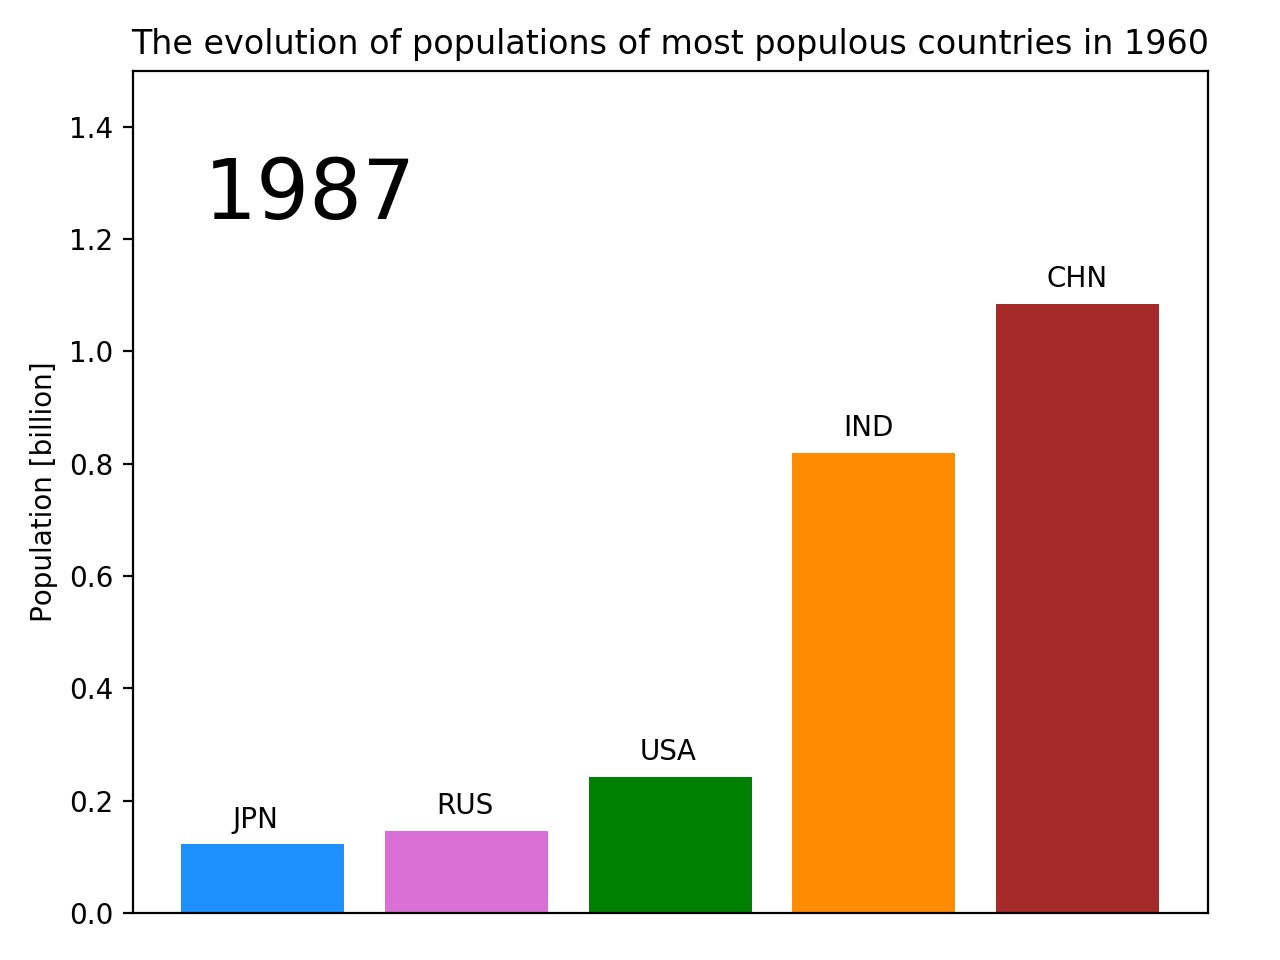 The evolution of populations of most populous countries in 1960
1.4
1987
1.2
CHN
1.0
Population [billion]
IND
0.8
0.6
0.4
USA
0.2
RUS
JPN
0.0